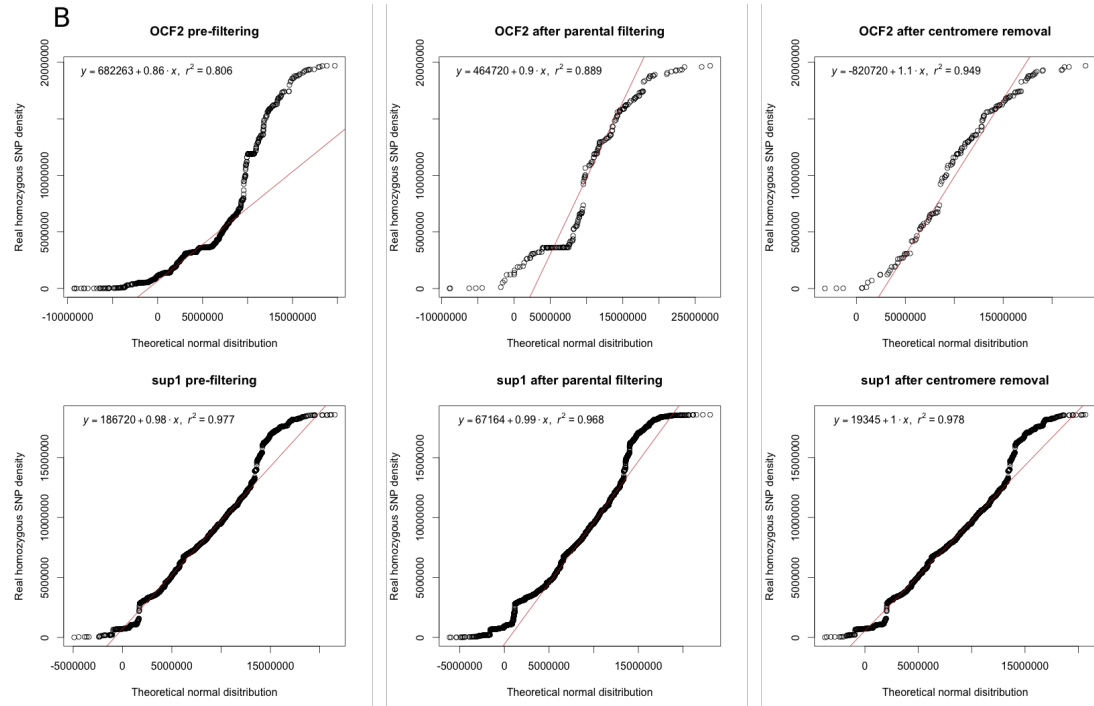 B
OCF2 pre-filtering
y = 682263 + 0.86 · x, r² = 0.806
Real homozygous SNP density
0
5000000
10000000
20000000
-10000000 0 5000000 15000000
Theoretical normal disitribution
OCF2 after parental filtering
y = 464720 + 0.9 · x, r² = 0.889
Real homozygous SNP density
0
5000000
10000000
20000000
-10000000 0 5000000 15000000 25000000
Theoretical normal disitribution
OCF2 after centromere removal
y = -820720 + 1.1 · x, r² = 0.949
Real homozygous SNP density
0
5000000
10000000
20000000
0 5000000 15000000
Theoretical normal disitribution
sup1 pre-filtering
y = 186720 + 0.98 · x, r² = 0.977
Real homozygous SNP density
0
5000000
10000000
15000000
-5000000 0 5000000 15000000
Theoretical normal distribution
sup1 after parental filtering
y = 67164 + 0.99 · x, r² = 0.968
Real homozygous SNP density
0
5000000
10000000
15000000
-5000000 0 5000000 15000000
Theoretical normal distribution
sup1 after centromere removal
y = 19345 + 1 · x, r² = 0.978
Real homozygous SNP density
0
5000000
10000000
15000000
0 5000000 15000000
Theoretical normal distribution